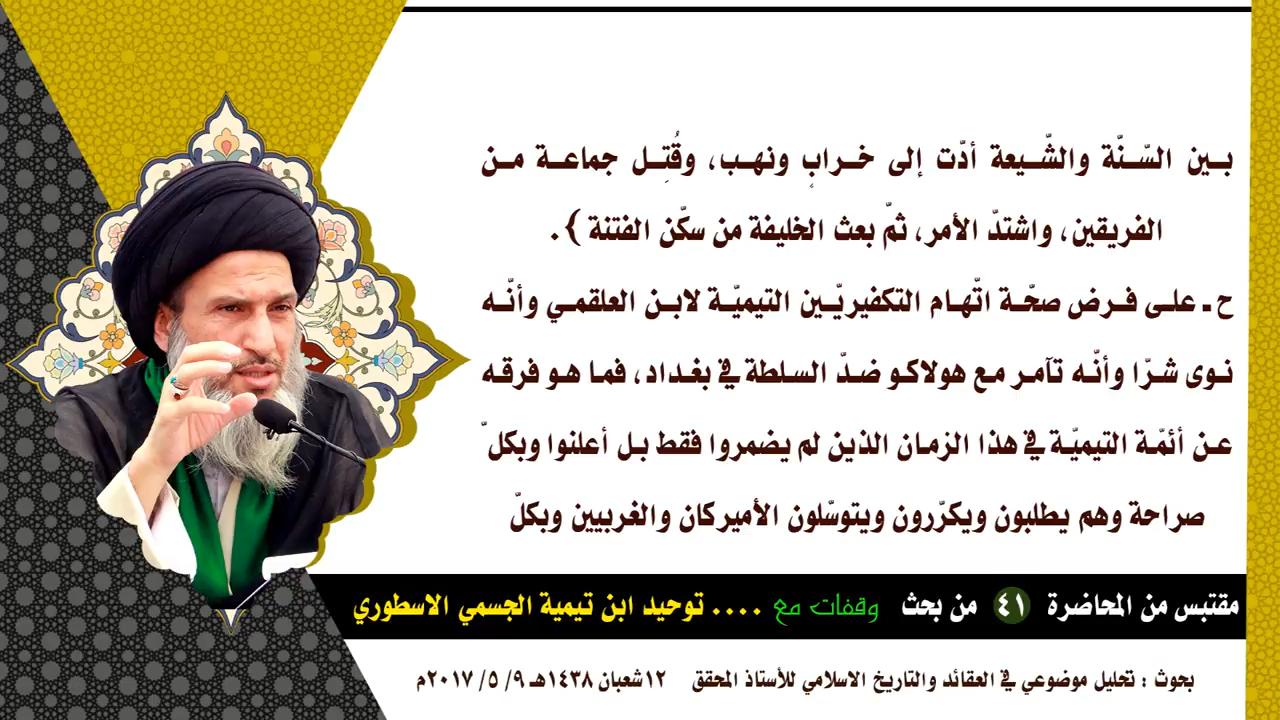 بين السّنّة والشّيعة أدّت إلى خرابٍ ونهب، وقُتِل جماعة من
الفريقين، واشتدّ الأمر، ثمّ بعث الخليفة من سكّن الفتنة }.
ح ـ على فرض صحّة اتّهام التكفيريّين التيميّة لابن العلقمي وأنّه
نوى شرّا وأنّه تآمر مع هولاكو ضدّ السلطة في بغداد، فما هو فرقه
عن أئمّة التيميّة في هذا الزمان الذين لم يضمروا فقط بل أعلنوا وبكلّ
صراحة وهم يطلبون ويكرّرون ويتوسّلون الأميركان والغربيين وبكلّ
مقتبس من المحاضرة ٤١ من بحث وقفات مع .... توحيد ابن تيمية الجسمي الاسطوري
بحوث : تحليل موضوعي في العقائد والتاريخ الاسلامي للأستاذ المحقق ١٢شعبان ١٤٣٨هـ ٩/ ٥/ ٢٠١٧م